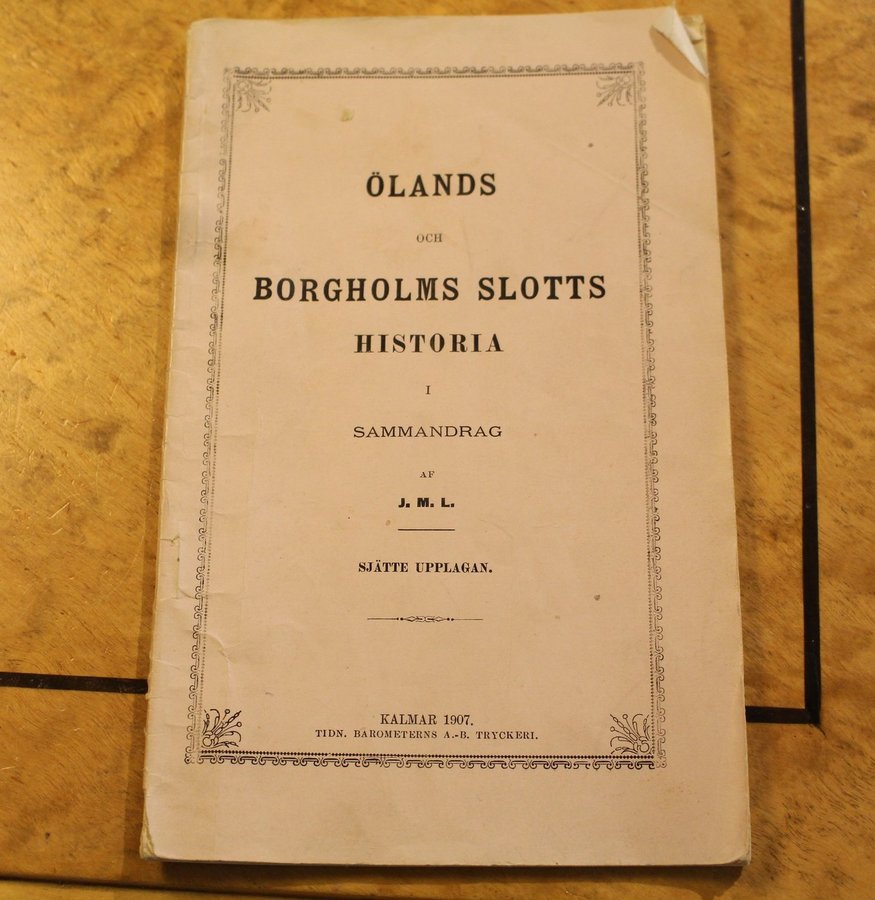 ÖLANDS
OCH
BORGHOLMS SLOTTS
HISTORIA
I
SAMMANDRAG
AF
J. M. L.
SJÄTTE UPPLAGAN.
KALMAR 1907.
TIDN. BAROMETERNS A.-B. TRYCKERI.